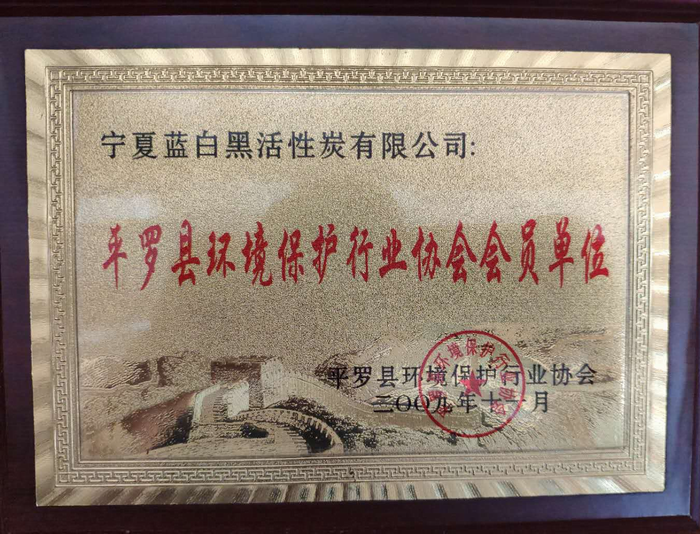 宁夏蓝白黑活性炭有限公司:
平罗县环境保护行业协会会员单位
平罗县环境保护行业协会
二〇〇九年十 月